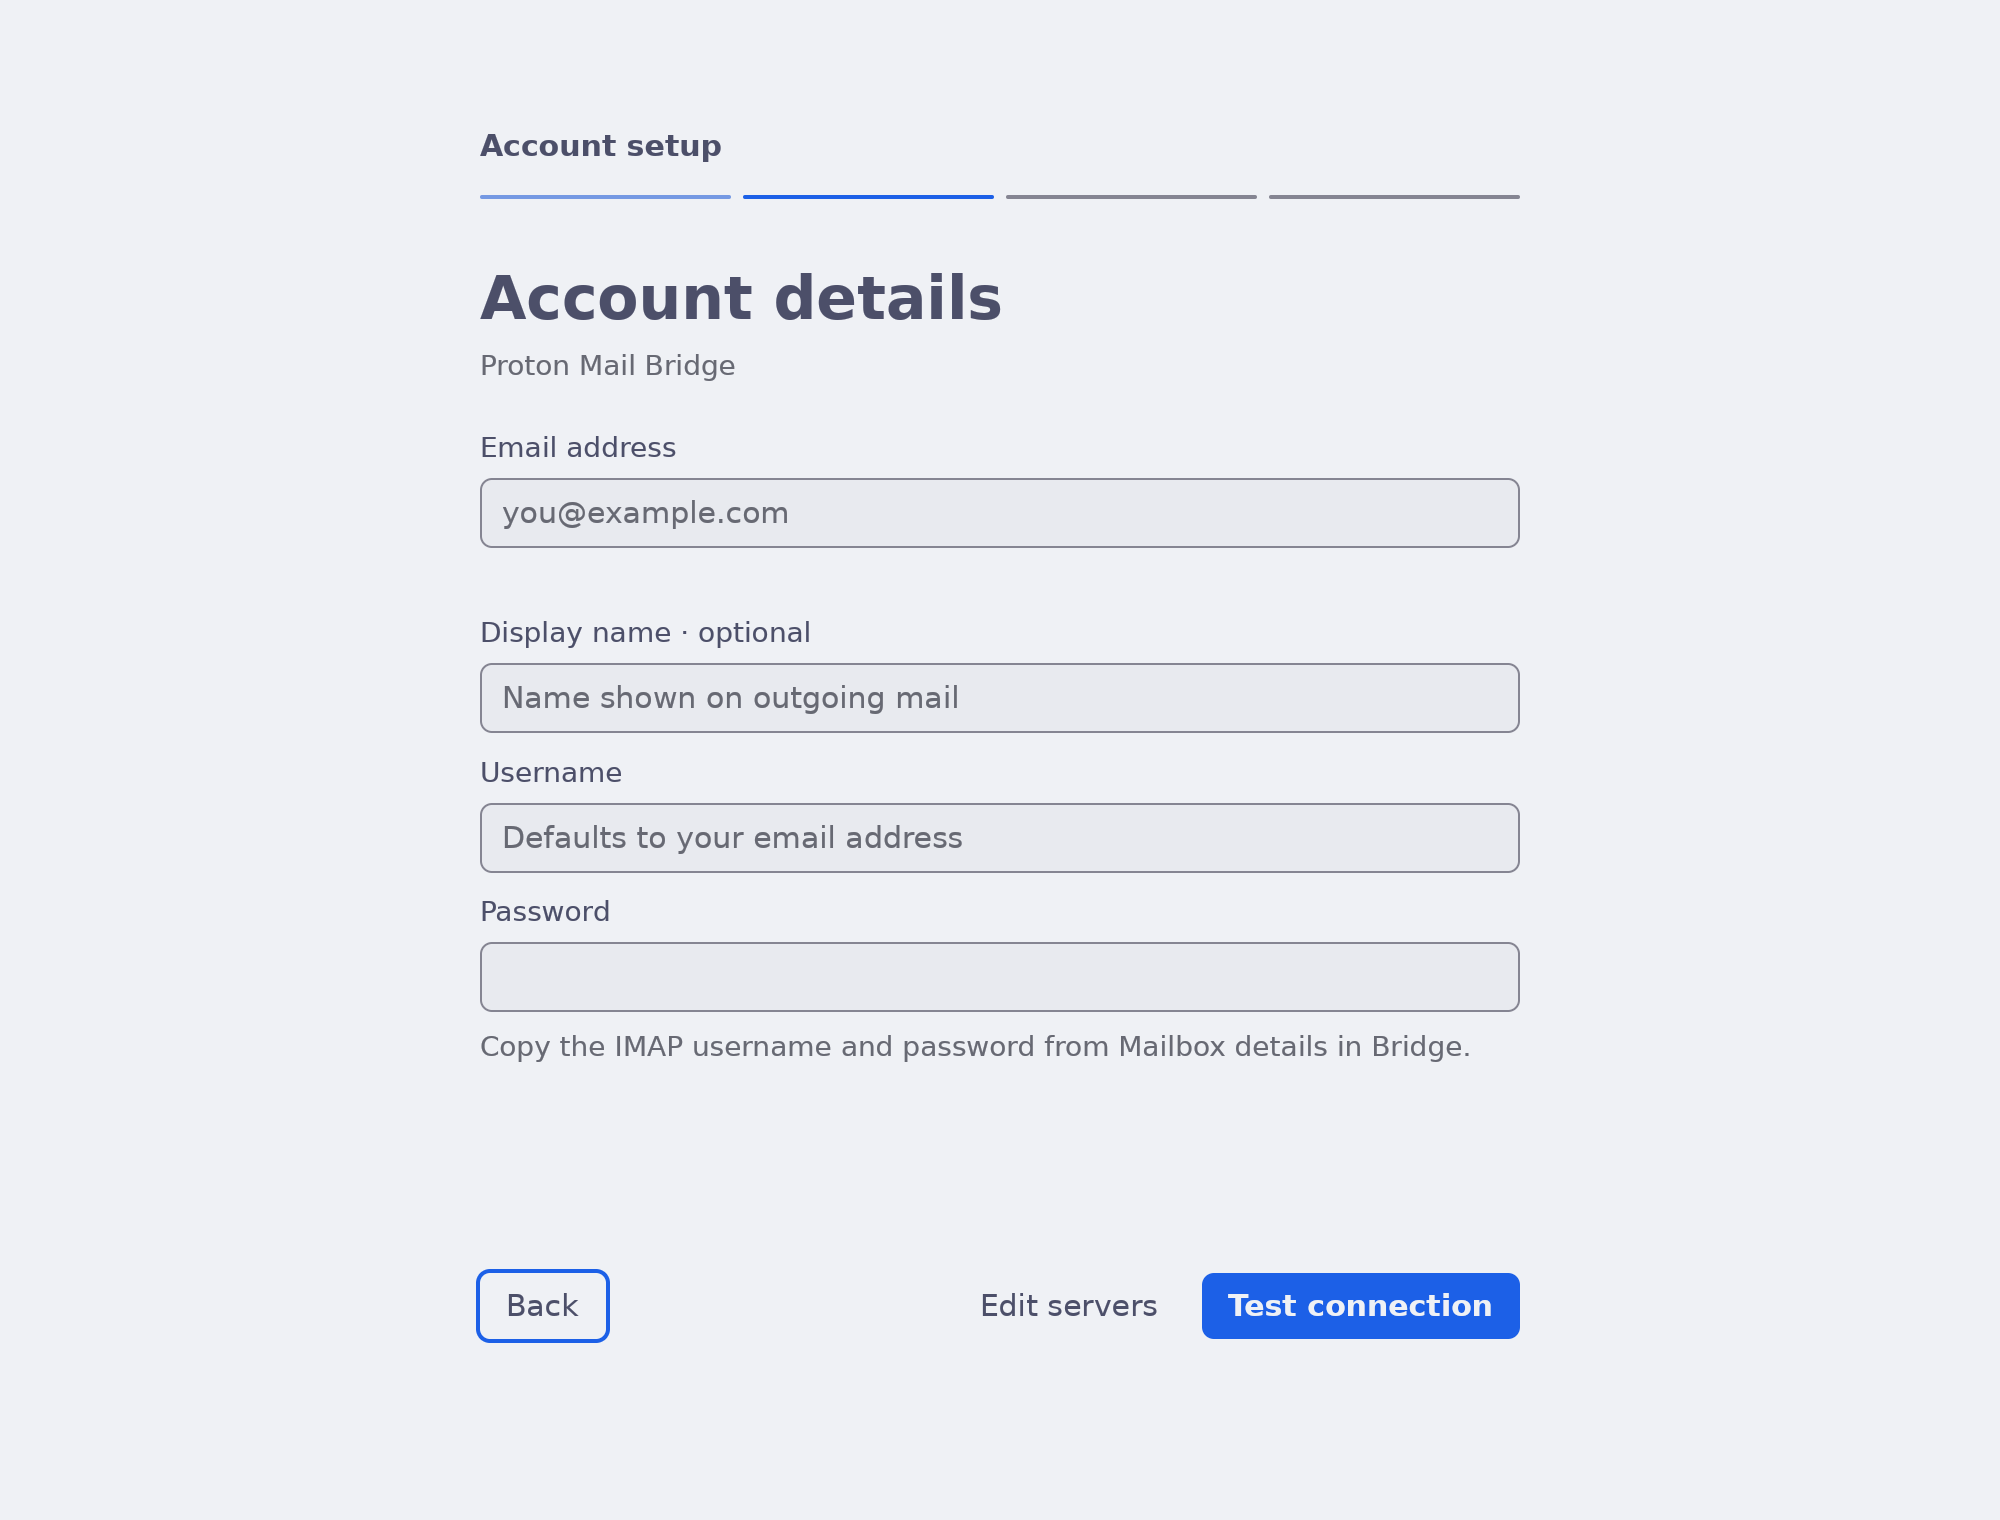 Account setup
Account details
Proton Mail Bridge
Email address
you@example.com
Display name · optional
Name shown on outgoing mail
Username
Defaults to your email address
Password
Copy the IMAP username and password from Mailbox details in Bridge.
Back
Edit servers
Test connection